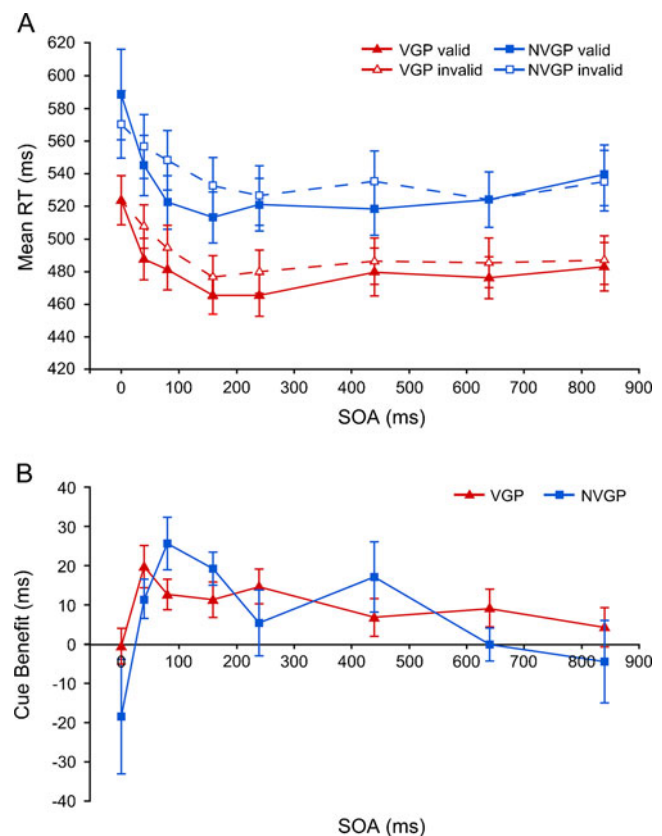 A
VGP valid NVGP valid
VGP invalid NVGP invalid
Mean RT (ms)
620
600
580
560
540
520
500
480
460
440
420
0 100 200 300 400 500 600 700 800 900
SOA (ms)
B
VGP NVGP
Cue Benefit (ms)
40
30
20
10
0
-10
-20
-30
-40
0 100 200 300 400 500 600 700 800 900
SOA (ms)